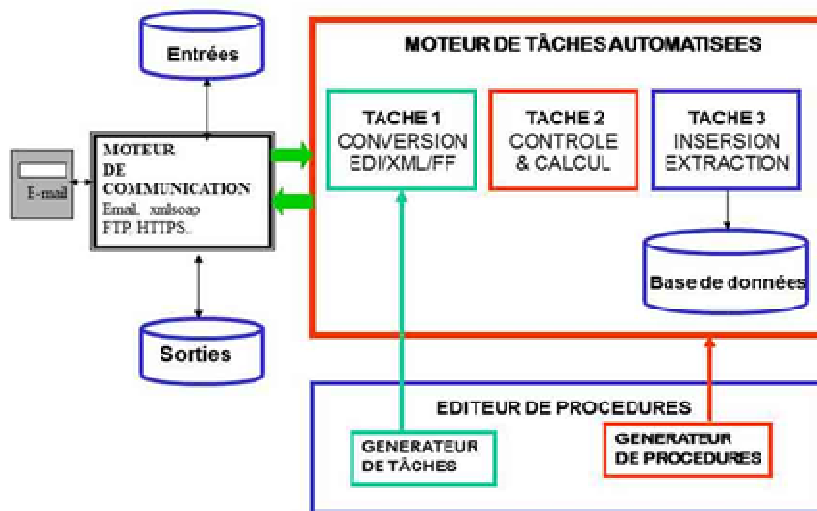 Entrées
MOTEUR DE TÂCHES AUTOMATISEES
TACHE 1
CONVERSION
EDI/XML/FF
TACHE 2
CONTROLE
& CALCUL
TACHE 3
INSERSION
EXTRACTION
MOTEUR
DE
COMMUNICATION
Email, xmlsoap
FTP, HTTPS..
E-mail
Base de données
Sorties
EDITEUR DE PROCEDURES
GENERATEUR
DE TÂCHES
GENERATEUR
DE PROCEDURES